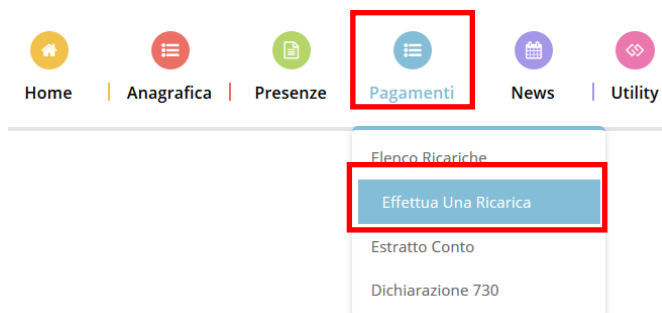 Home Anagrafica Presenze Pagamenti News Utility
Elenco Ricariche
Effettua Una Ricarica
Estratto Conto
Dichiarazione 730